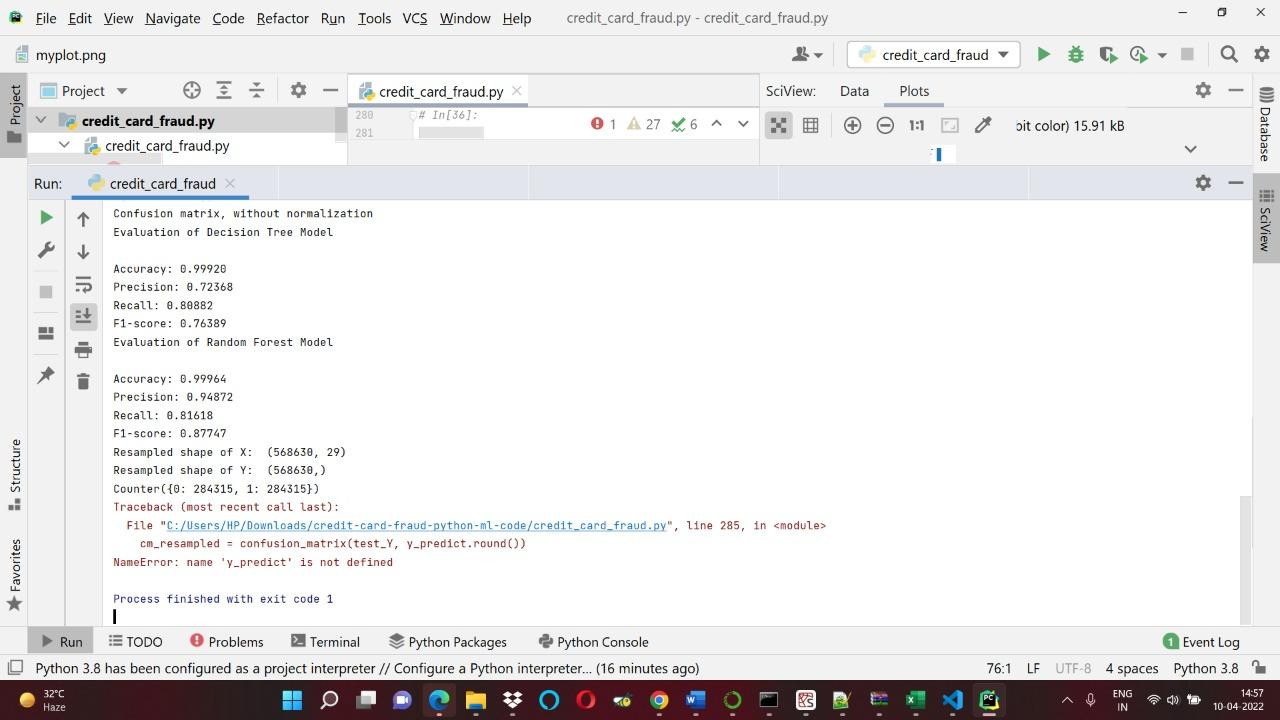 File Edit View Navigate Code Refactor Run Tools VCS Window Help credit_card_fraud.py - credit_card_fraud.py
myplot.png credit_card_fraud
Project credit_card_fraud.py SciView: Data Plots
credit_card_fraud.py 280 # In[36]: 1 27 6 1:1 bit color) 15.91 kB
281
credit_card_fraud.py
Run: credit_card_fraud
Confusion matrix, without normalization
Evaluation of Decision Tree Model
Accuracy: 0.99920
Precision: 0.72368
Recall: 0.80882
F1-score: 0.76389
Evaluation of Random Forest Model
Accuracy: 0.99964
Precision: 0.94872
Recall: 0.81618
F1-score: 0.87747
Resampled shape of X:  (568630, 29)
Resampled shape of Y:  (568630,)
Counter({0: 284315, 1: 284315})
Traceback (most recent call last):
File "C:/Users/HP/Downloads/credit-card-fraud-python-ml-code/credit_card_fraud.py", line 285, in <module>
cm_resampled = confusion_matrix(test_Y, y_predict.round())
NameError: name 'y_predict' is not defined
Process finished with exit code 1
Project
Structure
Favorites
Database
SciView
Run TODO Problems Terminal Python Packages Python Console 1 Event Log
Python 3.8 has been configured as a project interpreter // Configure a Python interpreter... (16 minutes ago) 76:1 LF UTF-8 4 spaces Python 3.8
32°C
Haze
PC
ENG
IN
14:57
10-04-2022